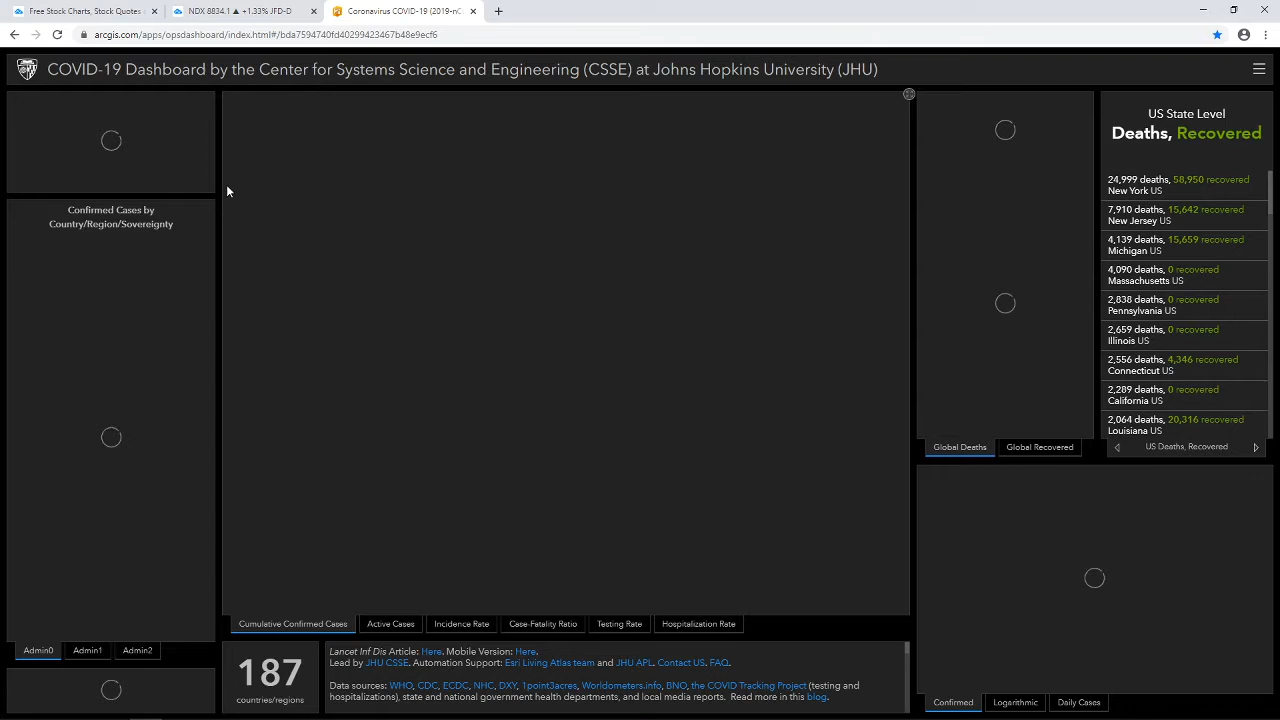 Free Stock Charts, Stock Quotes
NDX 8834.1 ▲ +1.33% JFD-D
Coronavirus COVID-19 (2019-nC
arcgis.com/apps/opsdashboard/index.html#/bda7594740fd40299423467b48e9ecf6
COVID-19 Dashboard by the Center for Systems Science and Engineering (CSSE) at Johns Hopkins University (JHU)
Confirmed Cases by
Country/Region/Sovereignty
Admin0 Admin1 Admin2
Cumulative Confirmed Cases Active Cases Incidence Rate Case-Fatality Ratio Testing Rate Hospitalization Rate
187
countries/regions
Lancet Inf Dis Article: Here. Mobile Version: Here.
Lead by JHU CSSE. Automation Support: Esri Living Atlas team and JHU APL. Contact US. FAQ.
Data sources: WHO, CDC, ECDC, NHC, DXY, 1point3acres, Worldometers.info, BNO, the COVID Tracking Project (testing and
hospitalizations), state and national government health departments, and local media reports. Read more in this blog.
Global Deaths Global Recovered
US State Level
Deaths, Recovered
24,999 deaths, 58,950 recovered
New York US
7,910 deaths, 15,642 recovered
New Jersey US
4,139 deaths, 15,659 recovered
Michigan US
4,090 deaths, 0 recovered
Massachusetts US
2,838 deaths, 0 recovered
Pennsylvania US
2,659 deaths, 0 recovered
Illinois US
2,556 deaths, 4,346 recovered
Connecticut US
2,289 deaths, 0 recovered
California US
2,064 deaths, 20,316 recovered
Louisiana US
US Deaths, Recovered
Confirmed Logarithmic Daily Cases